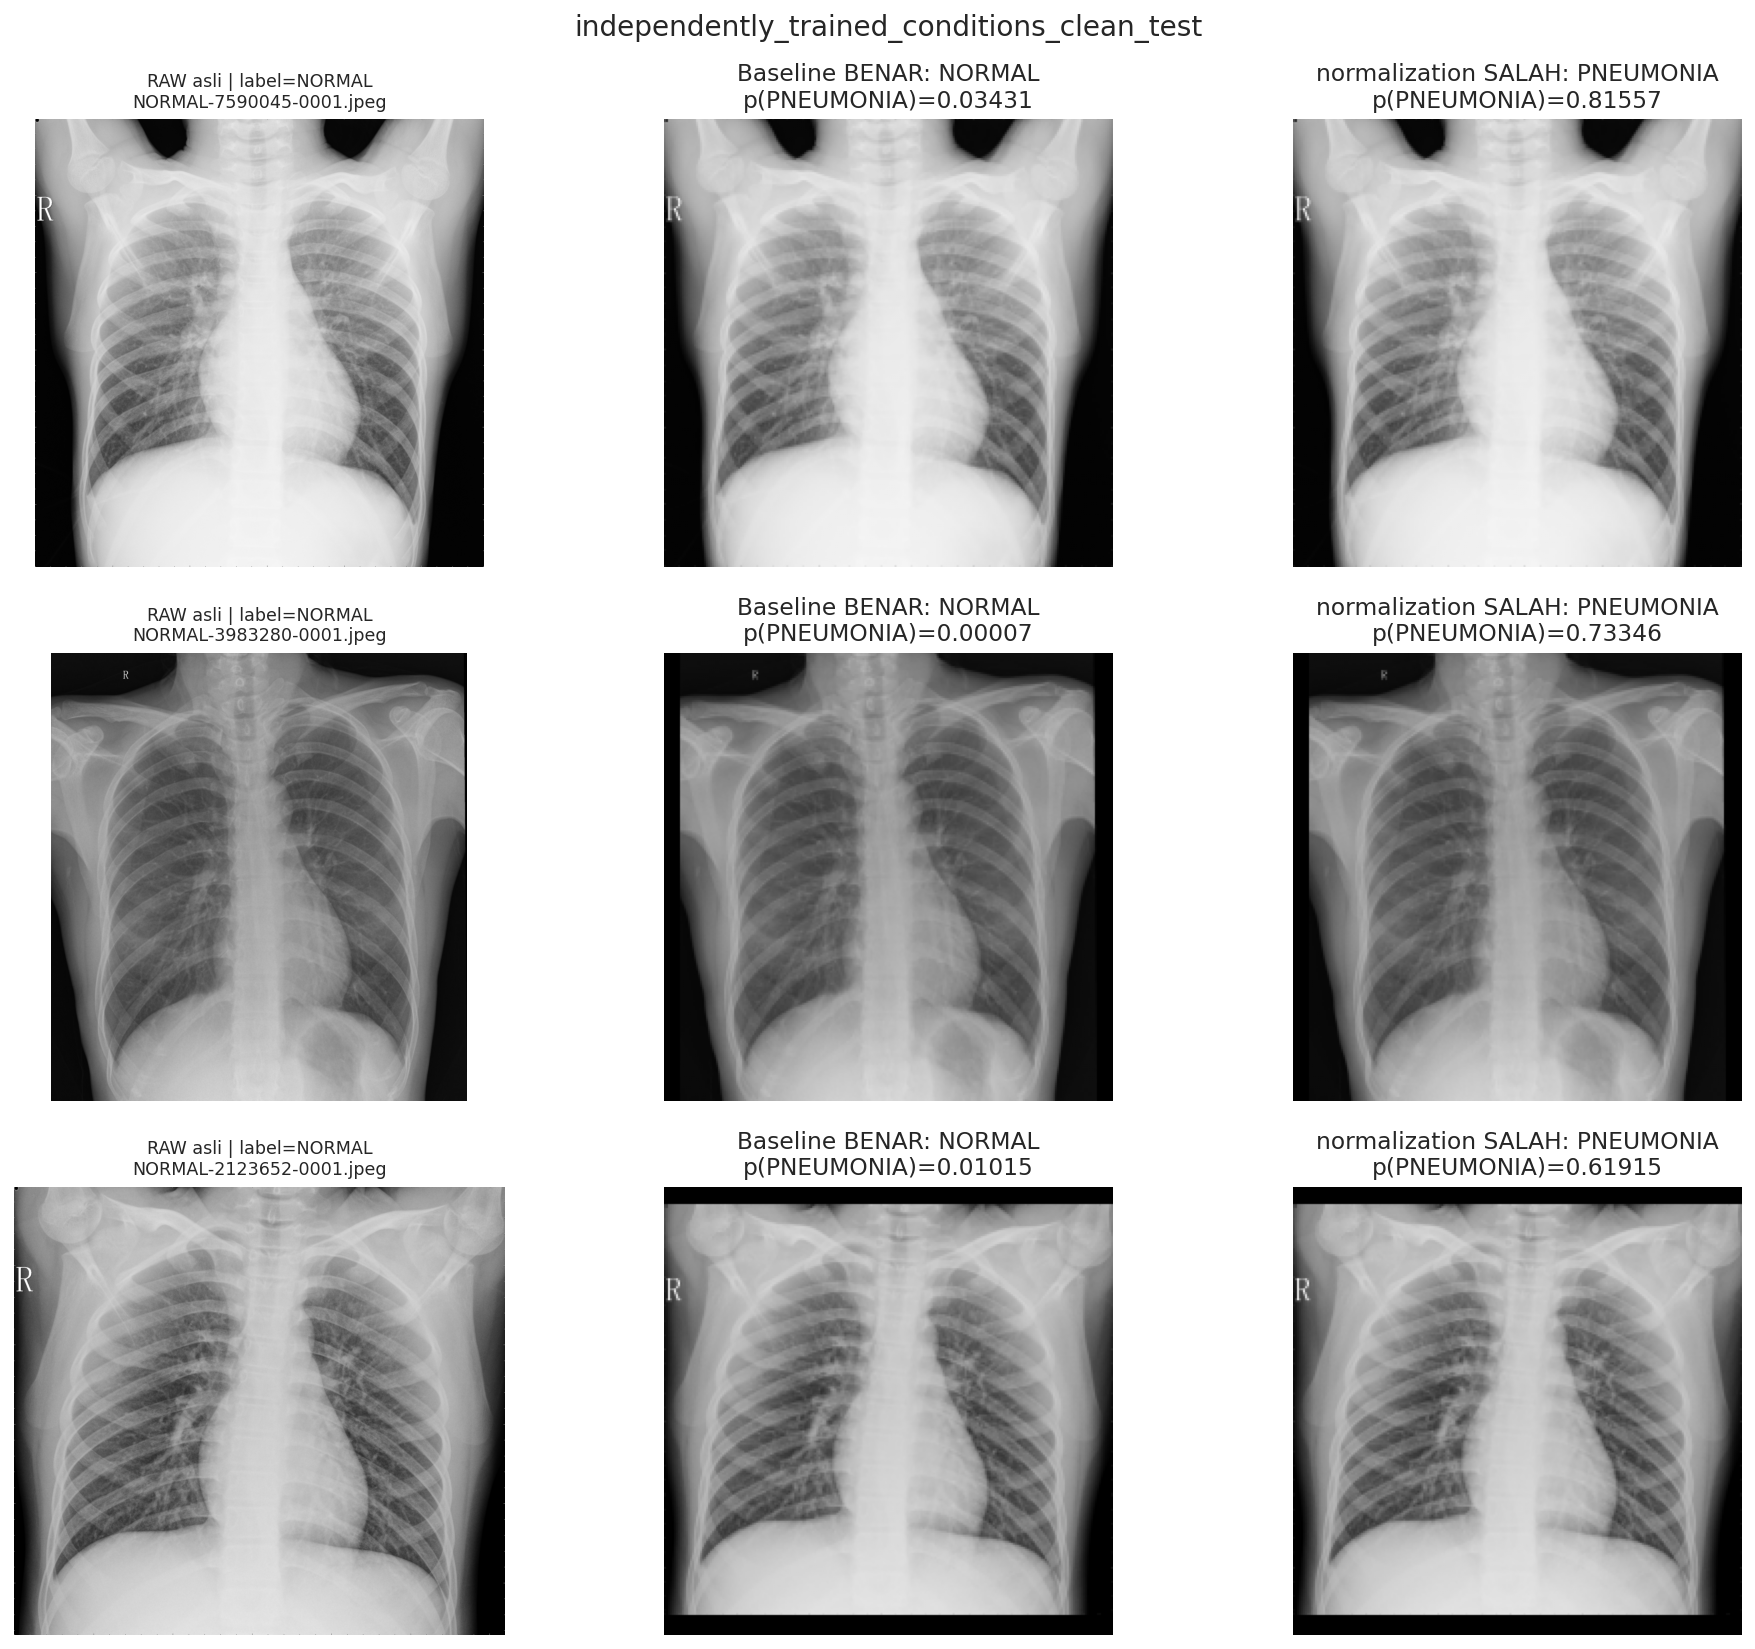 independently_trained_conditions_clean_test
RAW asli | label=NORMAL
NORMAL-7590045-0001.jpeg
Baseline BENAR: NORMAL
p(PNEUMONIA)=0.03431
normalization SALAH: PNEUMONIA
p(PNEUMONIA)=0.81557
R
R
R
RAW asli | label=NORMAL
NORMAL-3983280-0001.jpeg
Baseline BENAR: NORMAL
p(PNEUMONIA)=0.00007
normalization SALAH: PNEUMONIA
p(PNEUMONIA)=0.73346
R
R
R
RAW asli | label=NORMAL
NORMAL-2123652-0001.jpeg
Baseline BENAR: NORMAL
p(PNEUMONIA)=0.01015
normalization SALAH: PNEUMONIA
p(PNEUMONIA)=0.61915
R
R
R